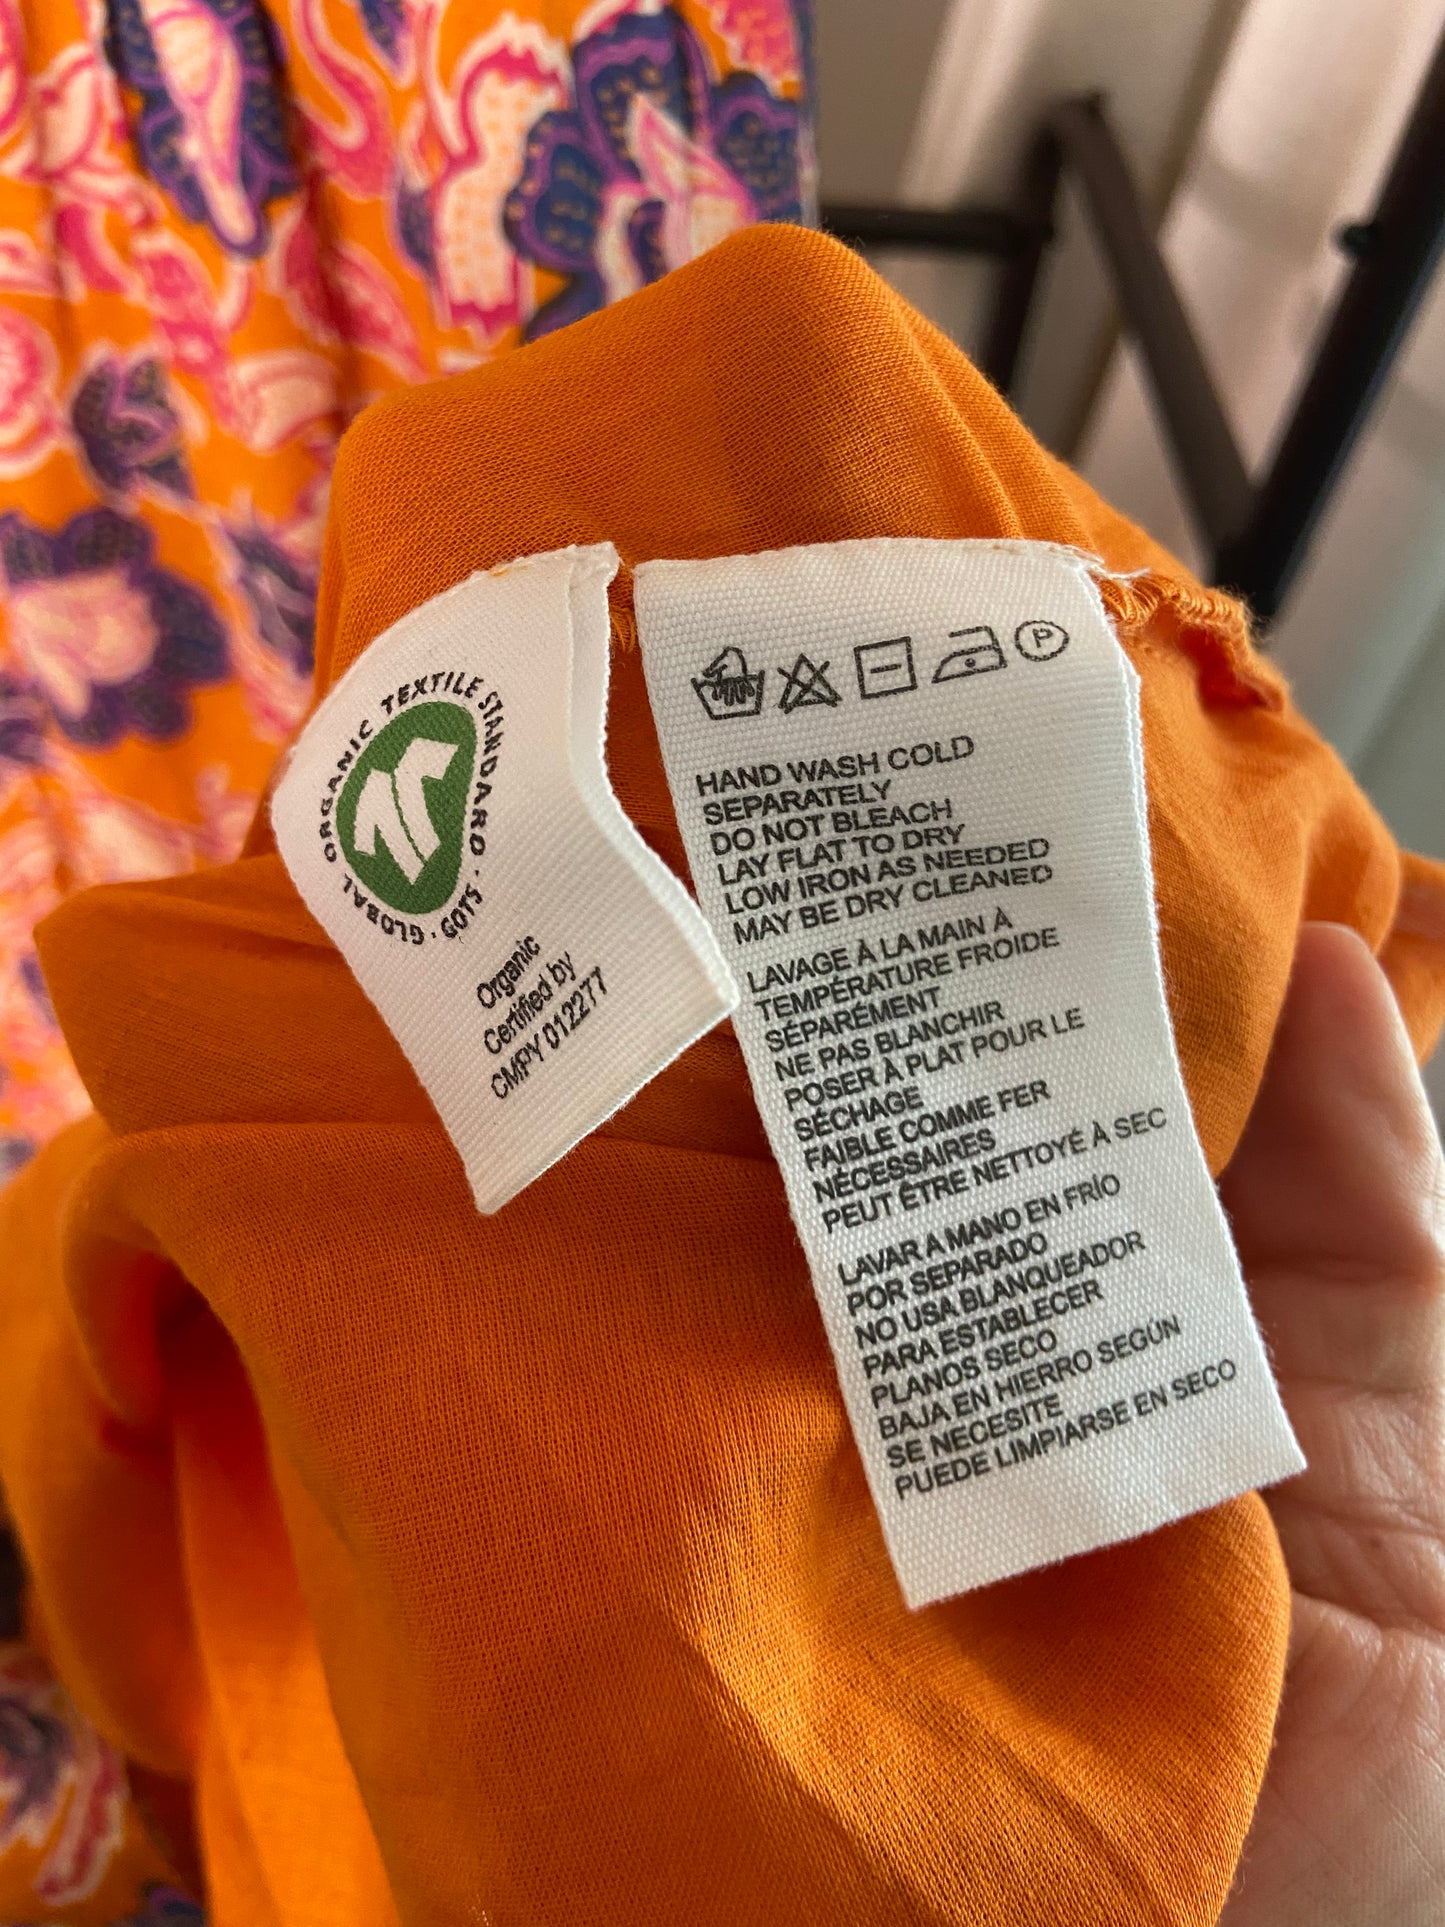 GLOBAL ORGANIC TEXTILE STANDARD · GOTS ·
Organic
Certified by
CMPY 012277
P
HAND WASH COLD
SEPARATELY
DO NOT BLEACH
LAY FLAT TO DRY
LOW IRON AS NEEDED
MAY BE DRY CLEANED
LAVAGE À LA MAIN À
TEMPÉRATURE FROIDE
SÉPARÉMENT
NE PAS BLANCHIR
POSER À PLAT POUR LE
SÉCHAGE
FAIBLE COMME FER
NÉCESSAIRES
PEUT ÊTRE NETTOYÉ À SEC
LAVAR A MANO EN FRÍO
POR SEPARADO
NO USA BLANQUEADOR
PARA ESTABLECER
PLANOS SECO
BAJA EN HIERRO SEGÚN
SE NECESITE
PUEDE LIMPIARSE EN SECO